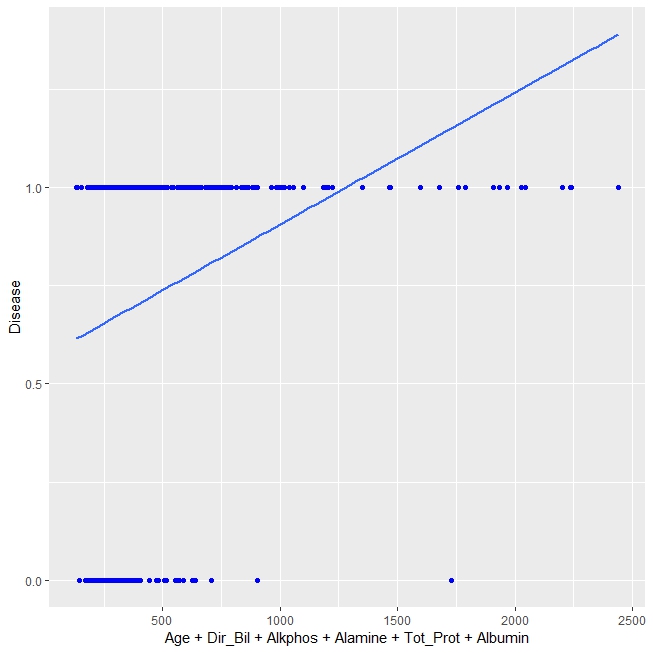 Disease
1.0
0.5
0.0
500 1000 1500 2000 2500
Age + Dir_Bil + Alkphos + Alamine + Tot_Prot + Albumin